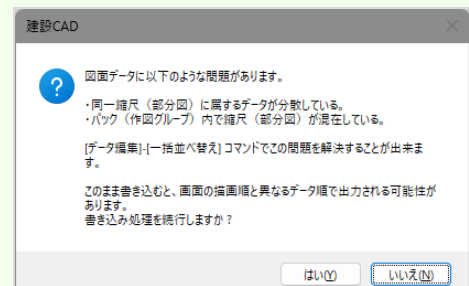 建設CAD
図面データに以下のような問題があります。
・同一縮尺（部分図）に属するデータが分散している。
・パック（作図グループ）内で縮尺（部分図）が混在している。
[データ編集]-[一括並べ替え] コマンドでこの問題を解決することが出来ま
す。
このまま書き込むと、画面の描画順と異なるデータ順で出力される可能性が
あります。
書き込み処理を続行しますか？
はい(Y)
いいえ(N)